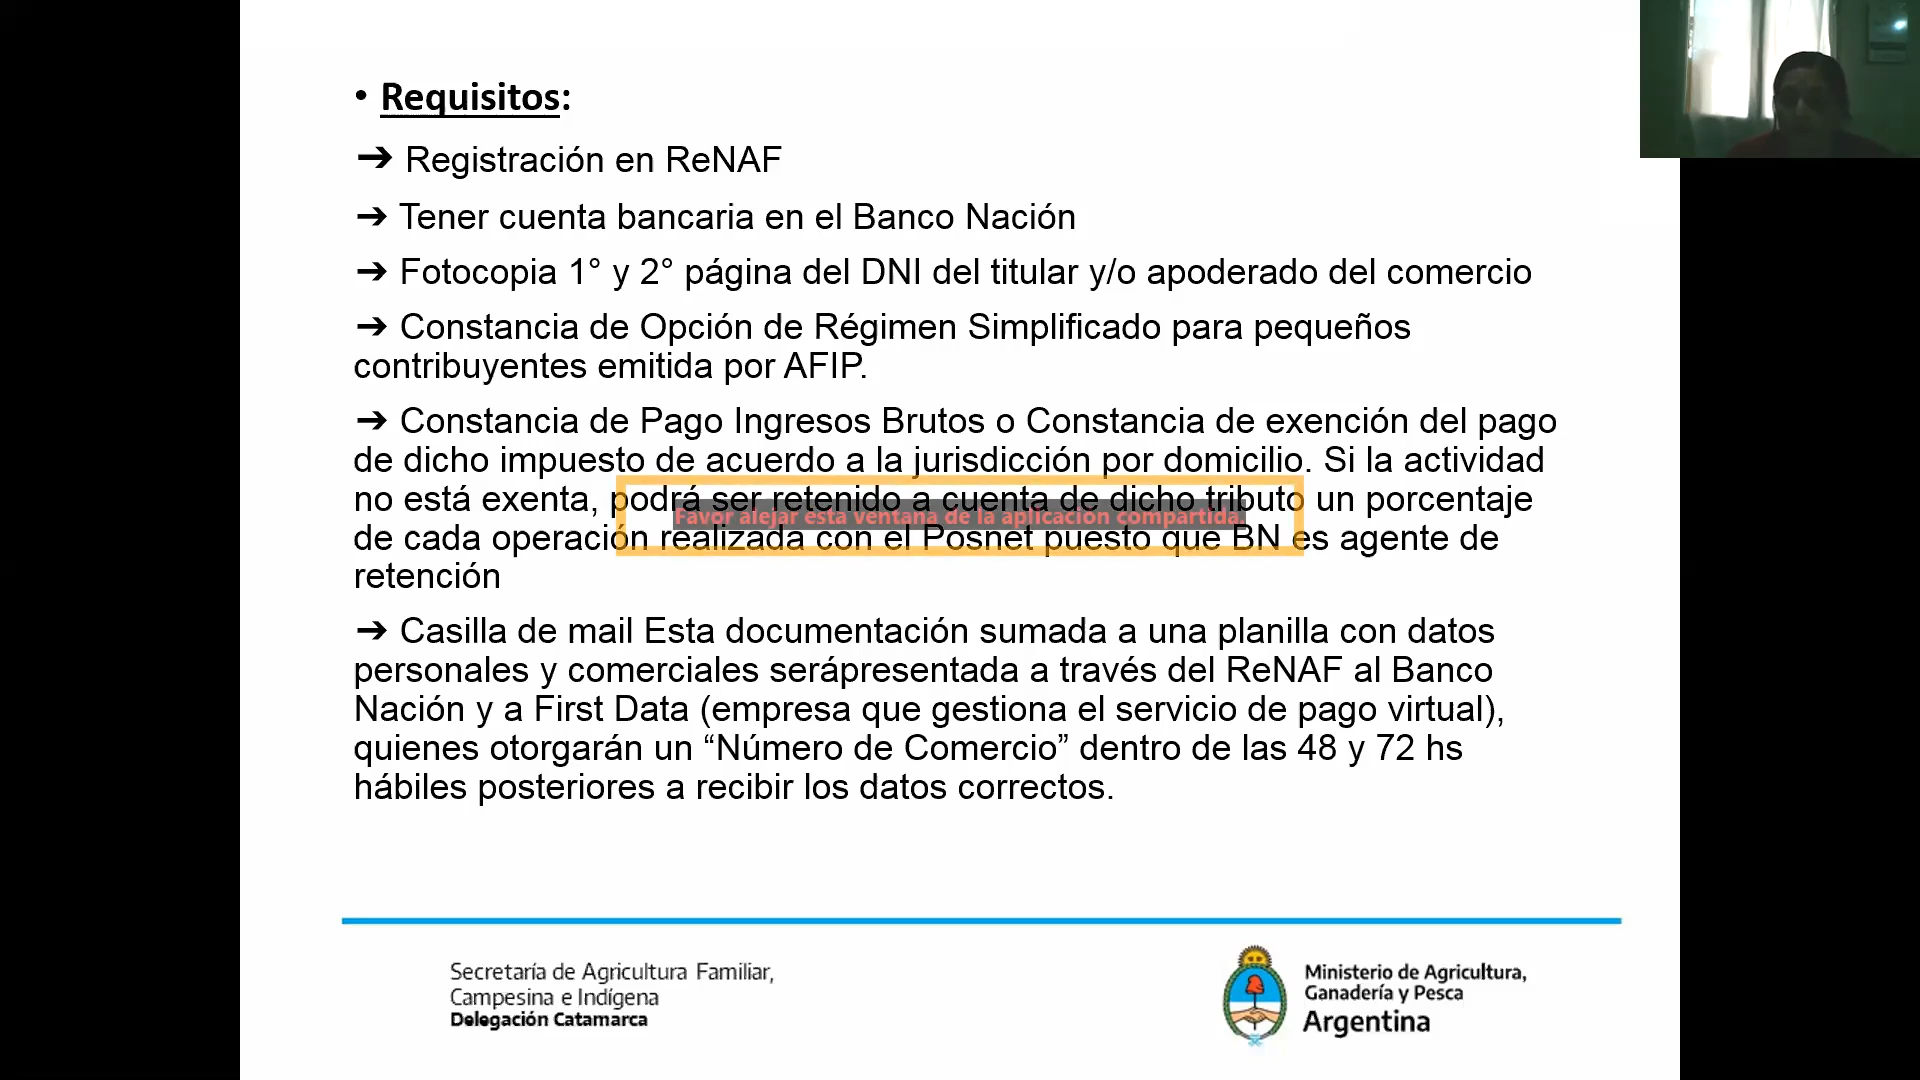 • Requisitos:
➔ Registración en ReNAF
➔ Tener cuenta bancaria en el Banco Nación
➔ Fotocopia 1° y 2° página del DNI del titular y/o apoderado del comercio
➔ Constancia de Opción de Régimen Simplificado para pequeños
contribuyentes emitida por AFIP.
➔ Constancia de Pago Ingresos Brutos o Constancia de exención del pago
de dicho impuesto de acuerdo a la jurisdicción por domicilio. Si la actividad
no está exenta, podrá ser retenido a cuenta de dicho tributo un porcentaje
Favor alejar esta ventana de la aplicación compartida.
de cada operación realizada con el Posnet puesto que BN es agente de
retención
➔ Casilla de mail Esta documentación sumada a una planilla con datos
personales y comerciales serápresentada a través del ReNAF al Banco
Nación y a First Data (empresa que gestiona el servicio de pago virtual),
quienes otorgarán un “Número de Comercio” dentro de las 48 y 72 hs
hábiles posteriores a recibir los datos correctos.
Secretaría de Agricultura Familiar,
Campesina e Indígena
Delegación Catamarca
Ministerio de Agricultura,
Ganadería y Pesca
Argentina